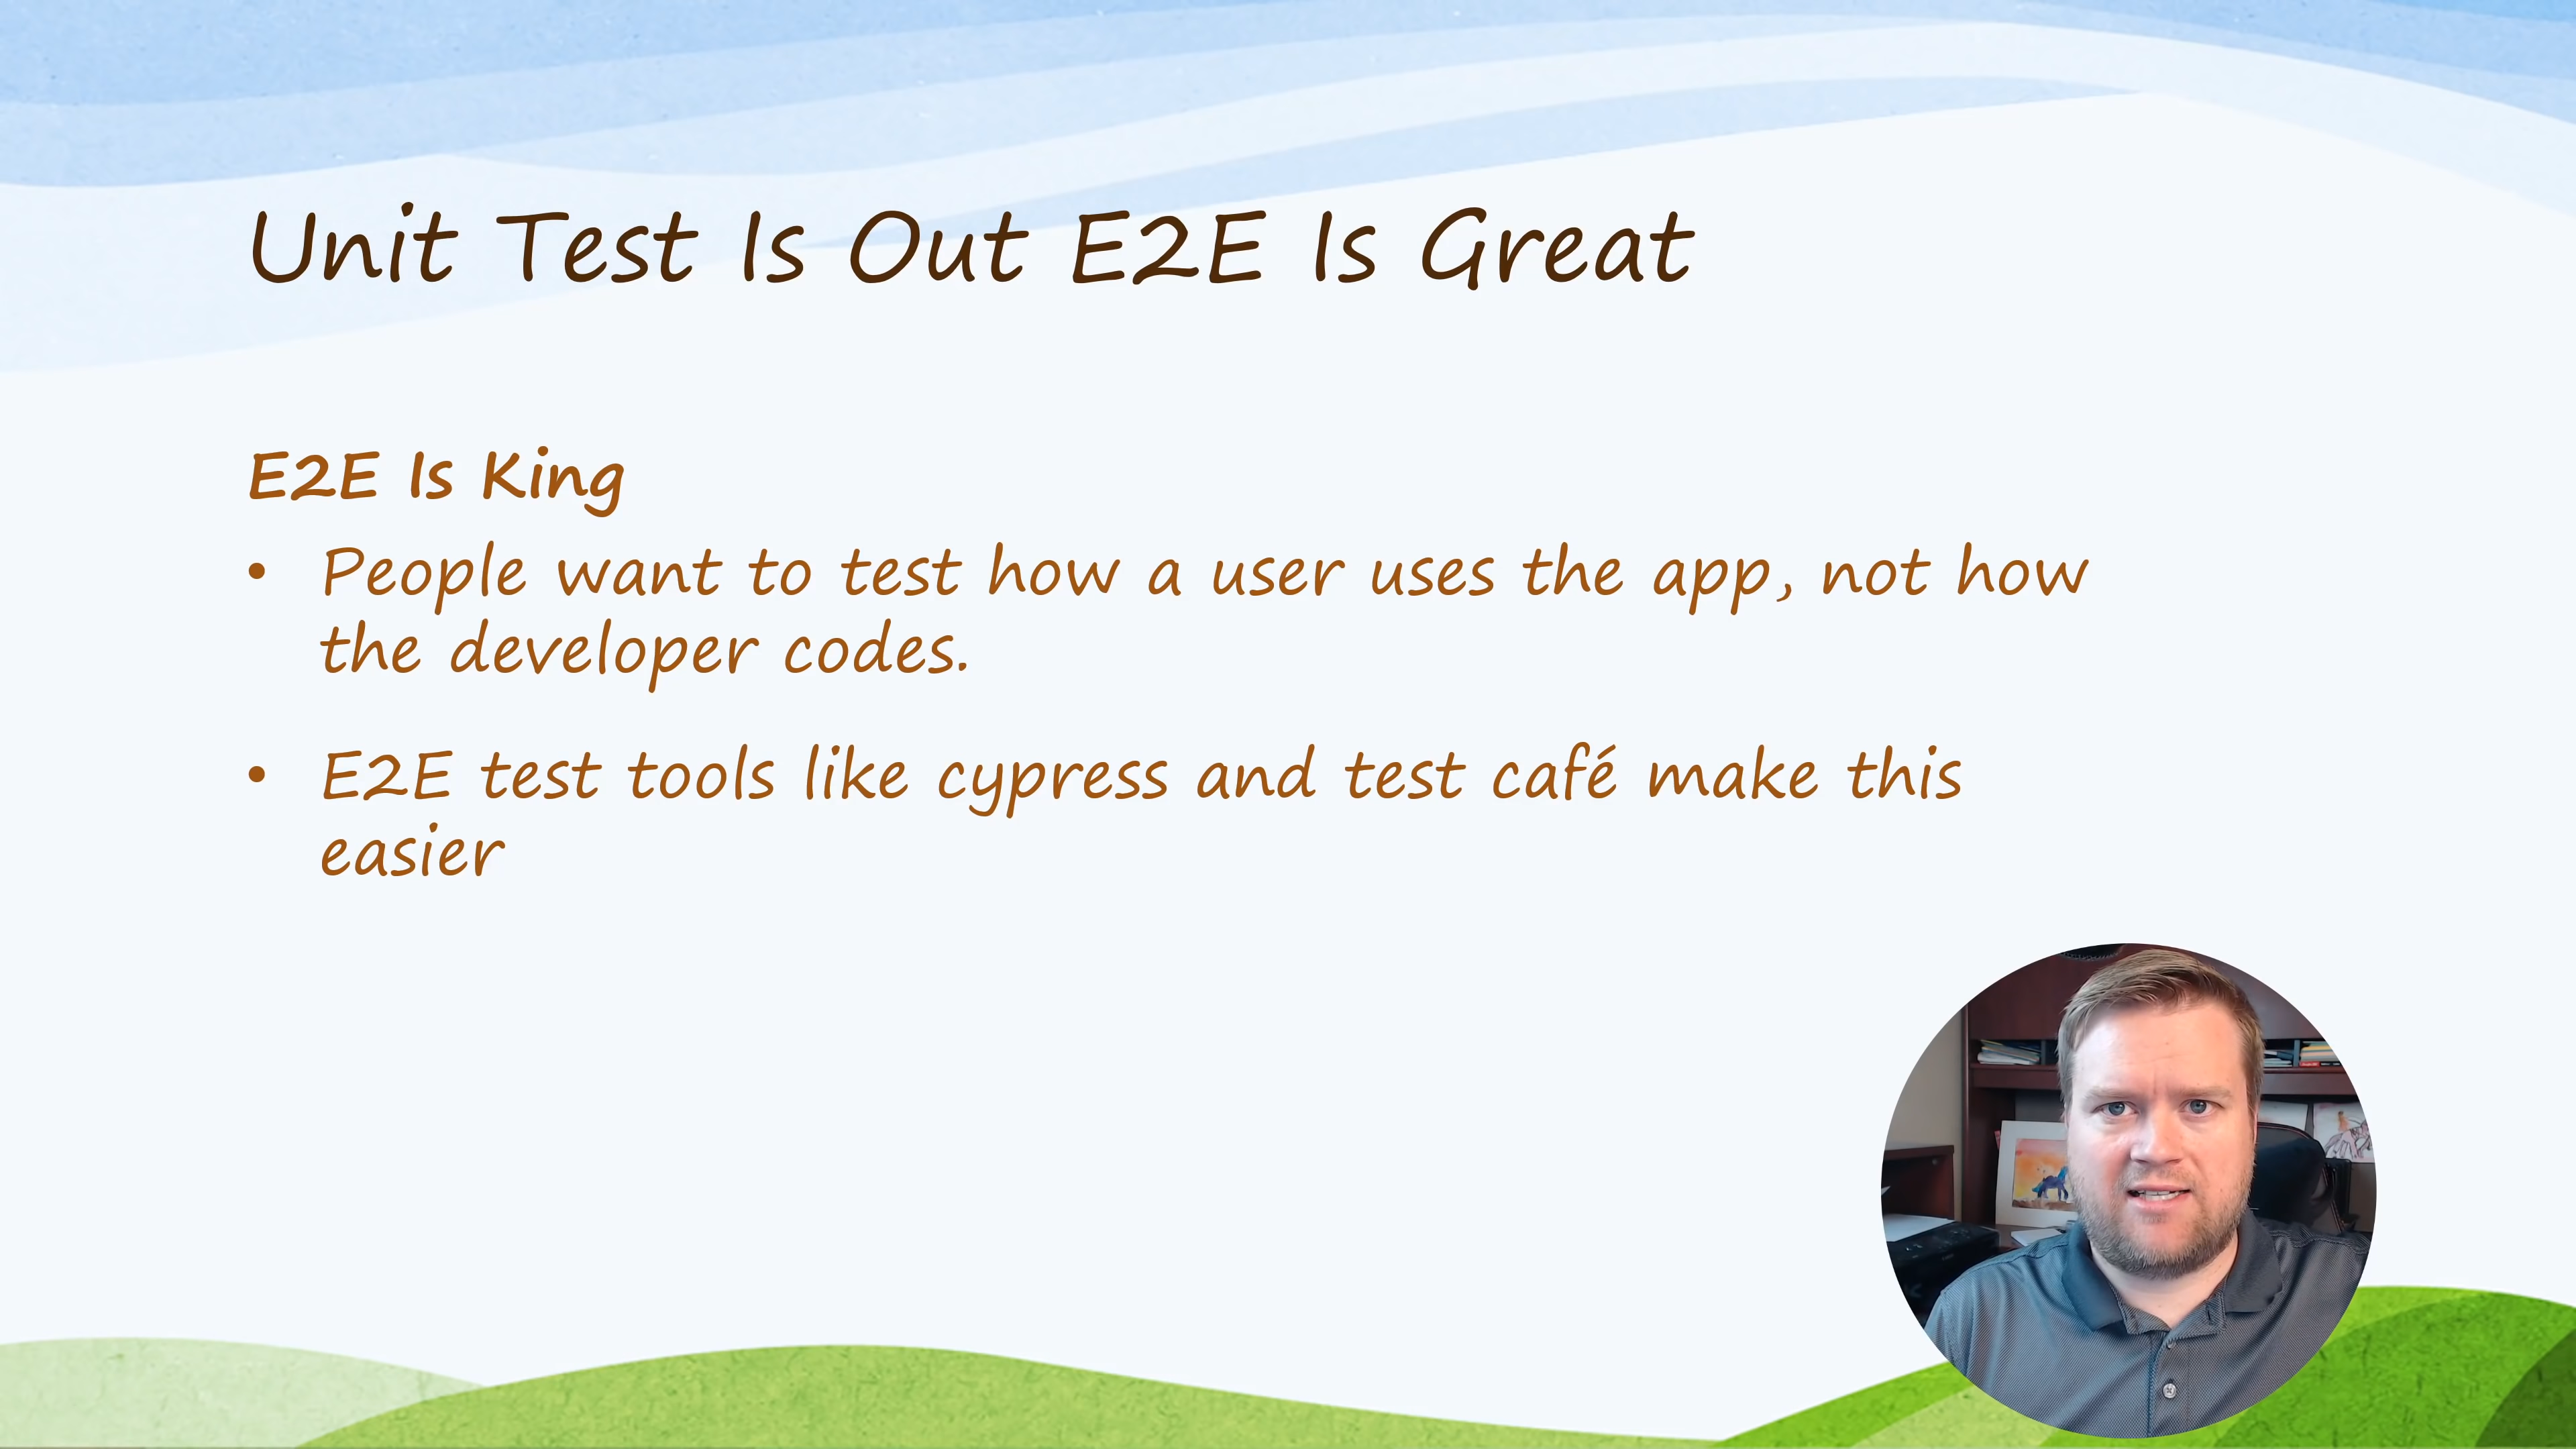 Unit Test Is Out E2E Is Great
E2E Is King
• People want to test how a user uses the app, not how
the developer codes.
• E2E test tools like cypress and test café make this
easier